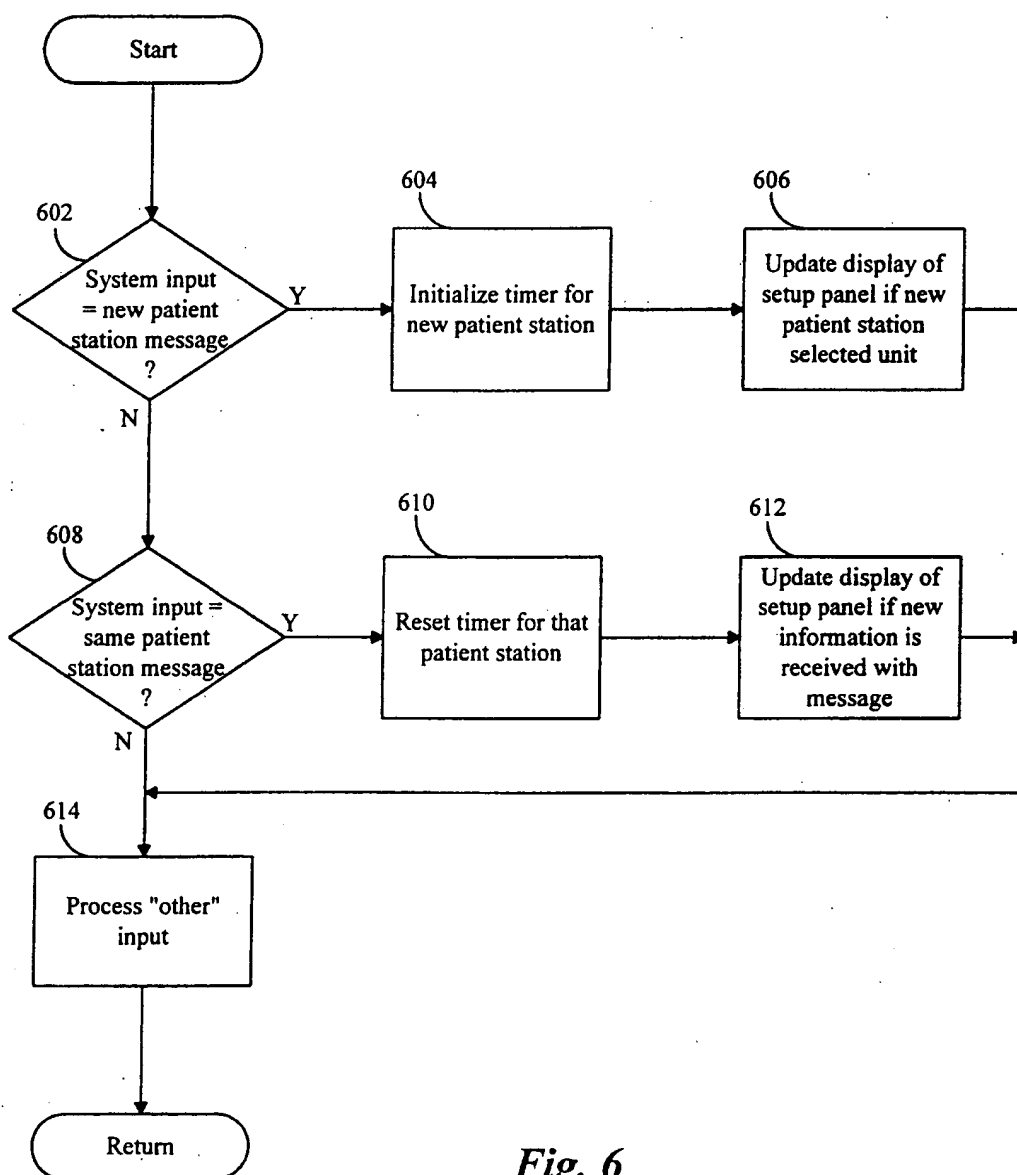 Start
602
System input
= new patient
station message
?
Y
N
604
Initialize timer for
new patient station
606
Update display of
setup panel if new
patient station
selected unit
608
System input =
same patient
station message
?
Y
N
610
Reset timer for that
patient station
612
Update display of
setup panel if new
information is
received with
message
614
Process "other"
input
Return
Fig. 6